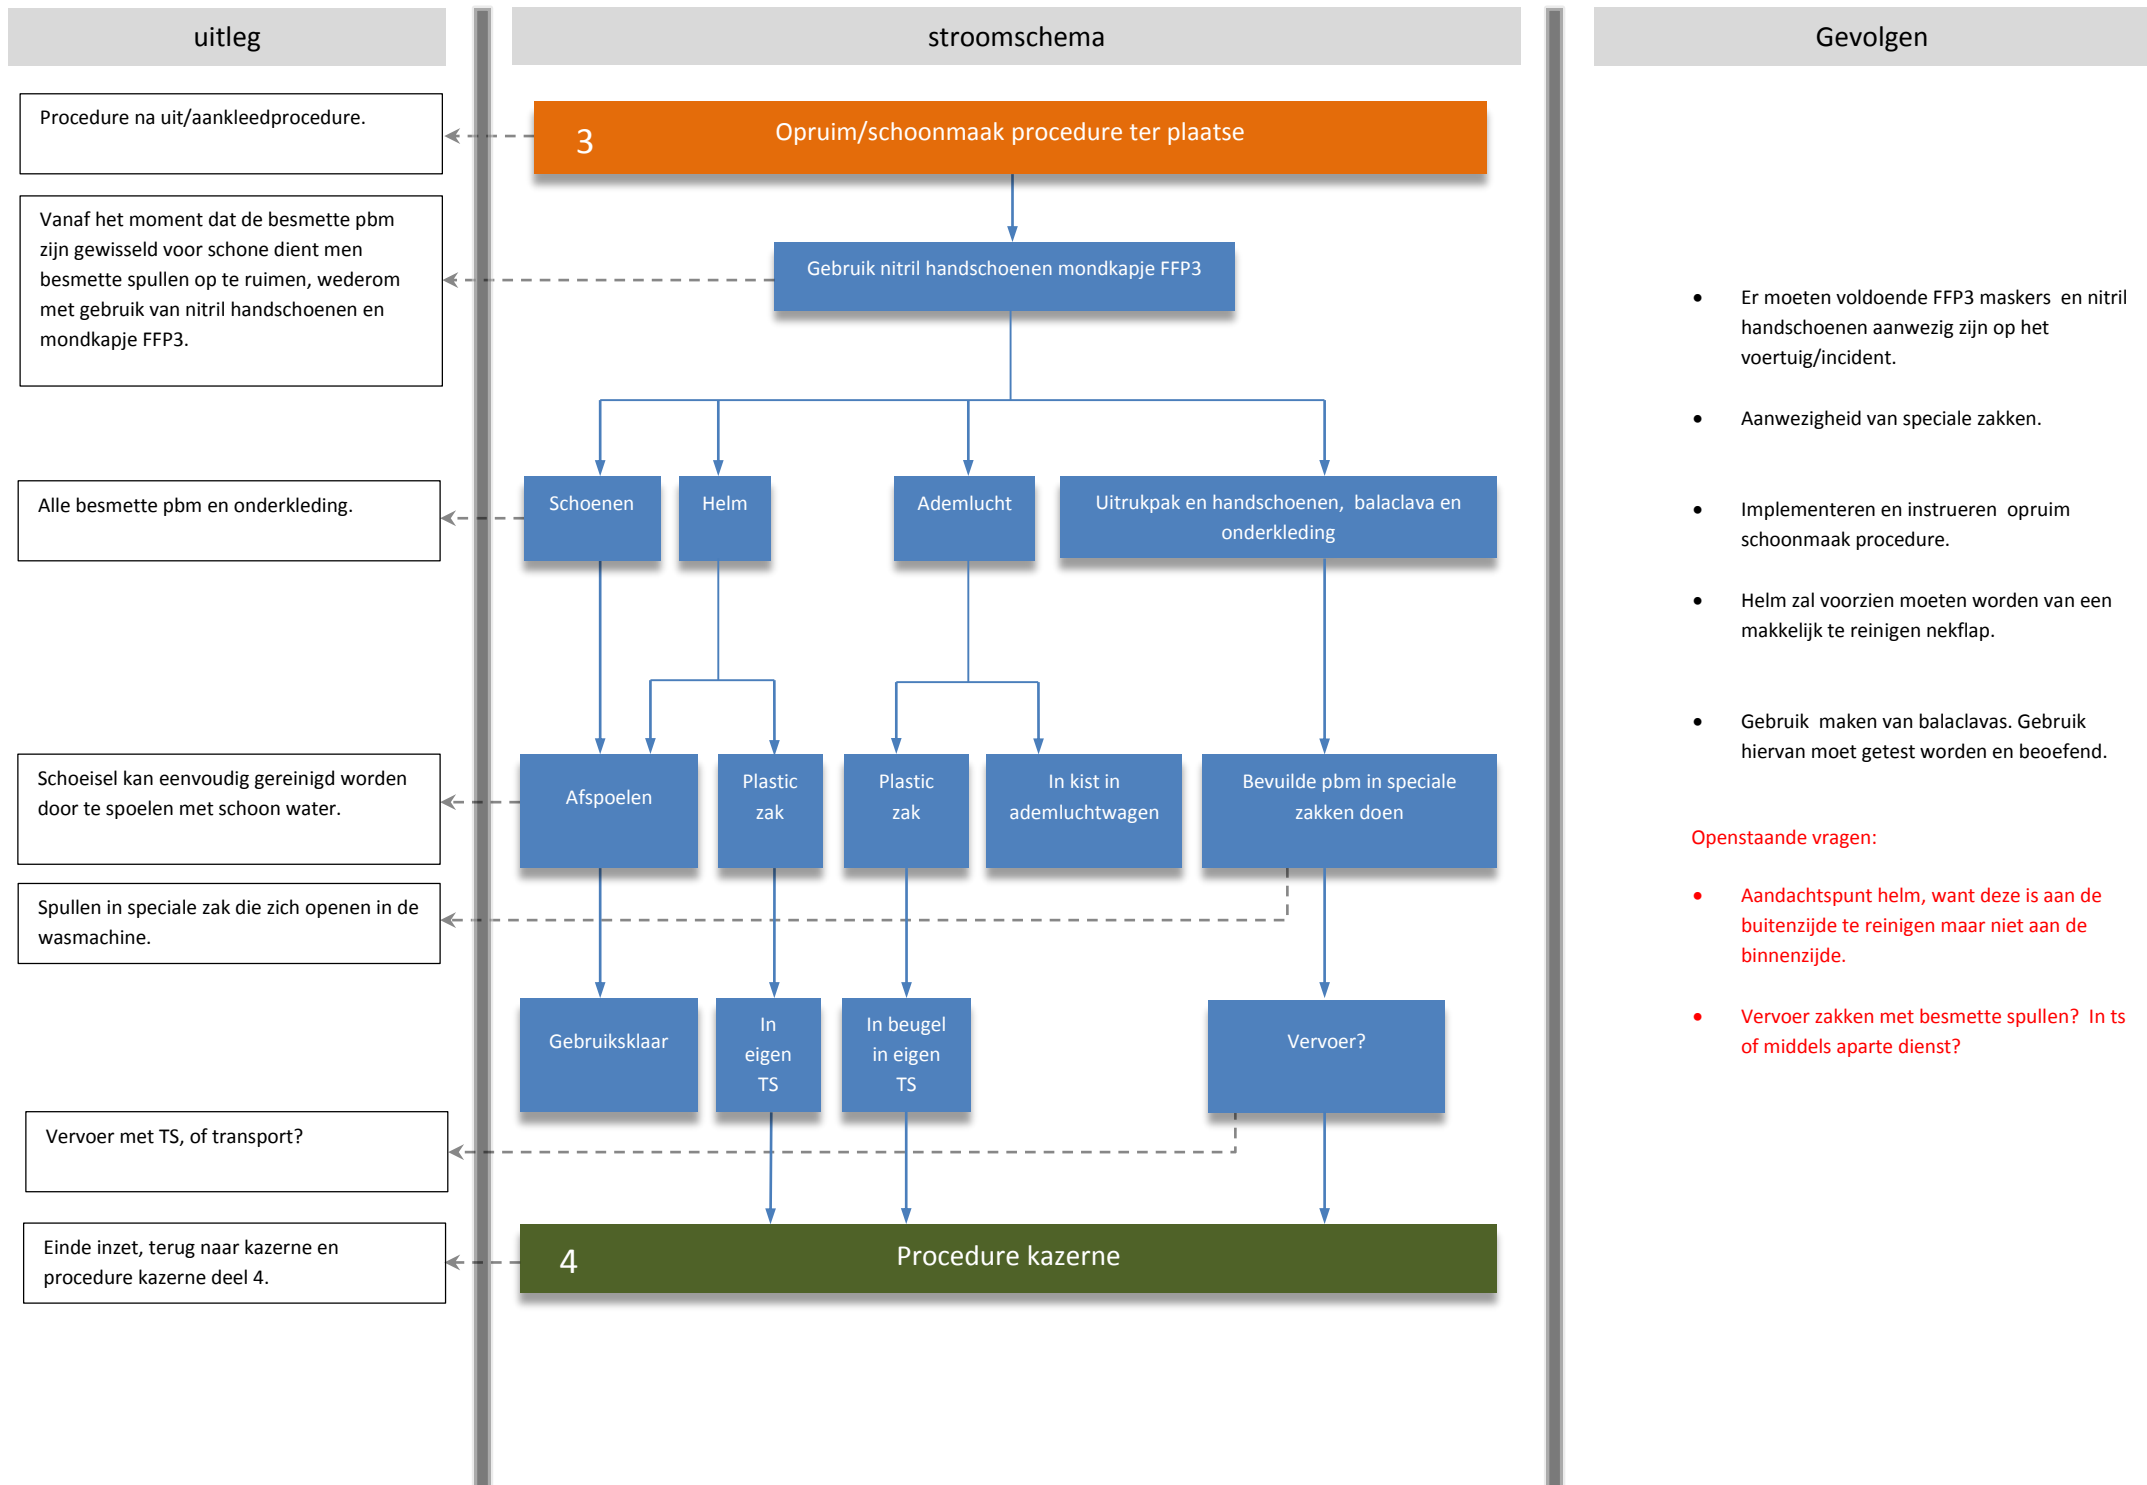 uitleg
stroomschema
Gevolgen
Procedure na uit/aankleedprocedure.
3
Opruim/schoonmaak procedure ter plaatse
Vanaf het moment dat de besmette pbm
zijn gewisseld voor schone dient men
besmette spullen op te ruimen, wederom
met gebruik van nitril handschoenen en
mondkapje FFP3.
Gebruik nitril handschoenen mondkapje FFP3
Alle besmette pbm en onderkleding.
Schoenen
Helm
Ademlucht
Uitrukpak en handschoenen, balaclava en
onderkleding
Schoeisel kan eenvoudig gereinigd worden
door te spoelen met schoon water.
Afspoelen
Plastic
zak
Plastic
zak
In kist in
ademluchtwagen
Bevuilde pbm in speciale
zakken doen
Spullen in speciale zak die zich openen in de
wasmachine.
Gebruiksklaar
In
eigen
TS
In beugel
in eigen
TS
Vervoer?
Vervoer met TS, of transport?
Einde inzet, terug naar kazerne en
procedure kazerne deel 4.
4
Procedure kazerne
• Er moeten voldoende FFP3 maskers en nitril
handschoenen aanwezig zijn op het
voertuig/incident.
• Aanwezigheid van speciale zakken.
• Implementeren en instrueren opruim
schoonmaak procedure.
• Helm zal voorzien moeten worden van een
makkelijk te reinigen nekflap.
• Gebruik maken van balaclavas. Gebruik
hiervan moet getest worden en beoefend.
Openstaande vragen:
• Aandachtspunt helm, want deze is aan de
buitenzijde te reinigen maar niet aan de
binnenzijde.
• Vervoer zakken met besmette spullen? In ts
of middels aparte dienst?